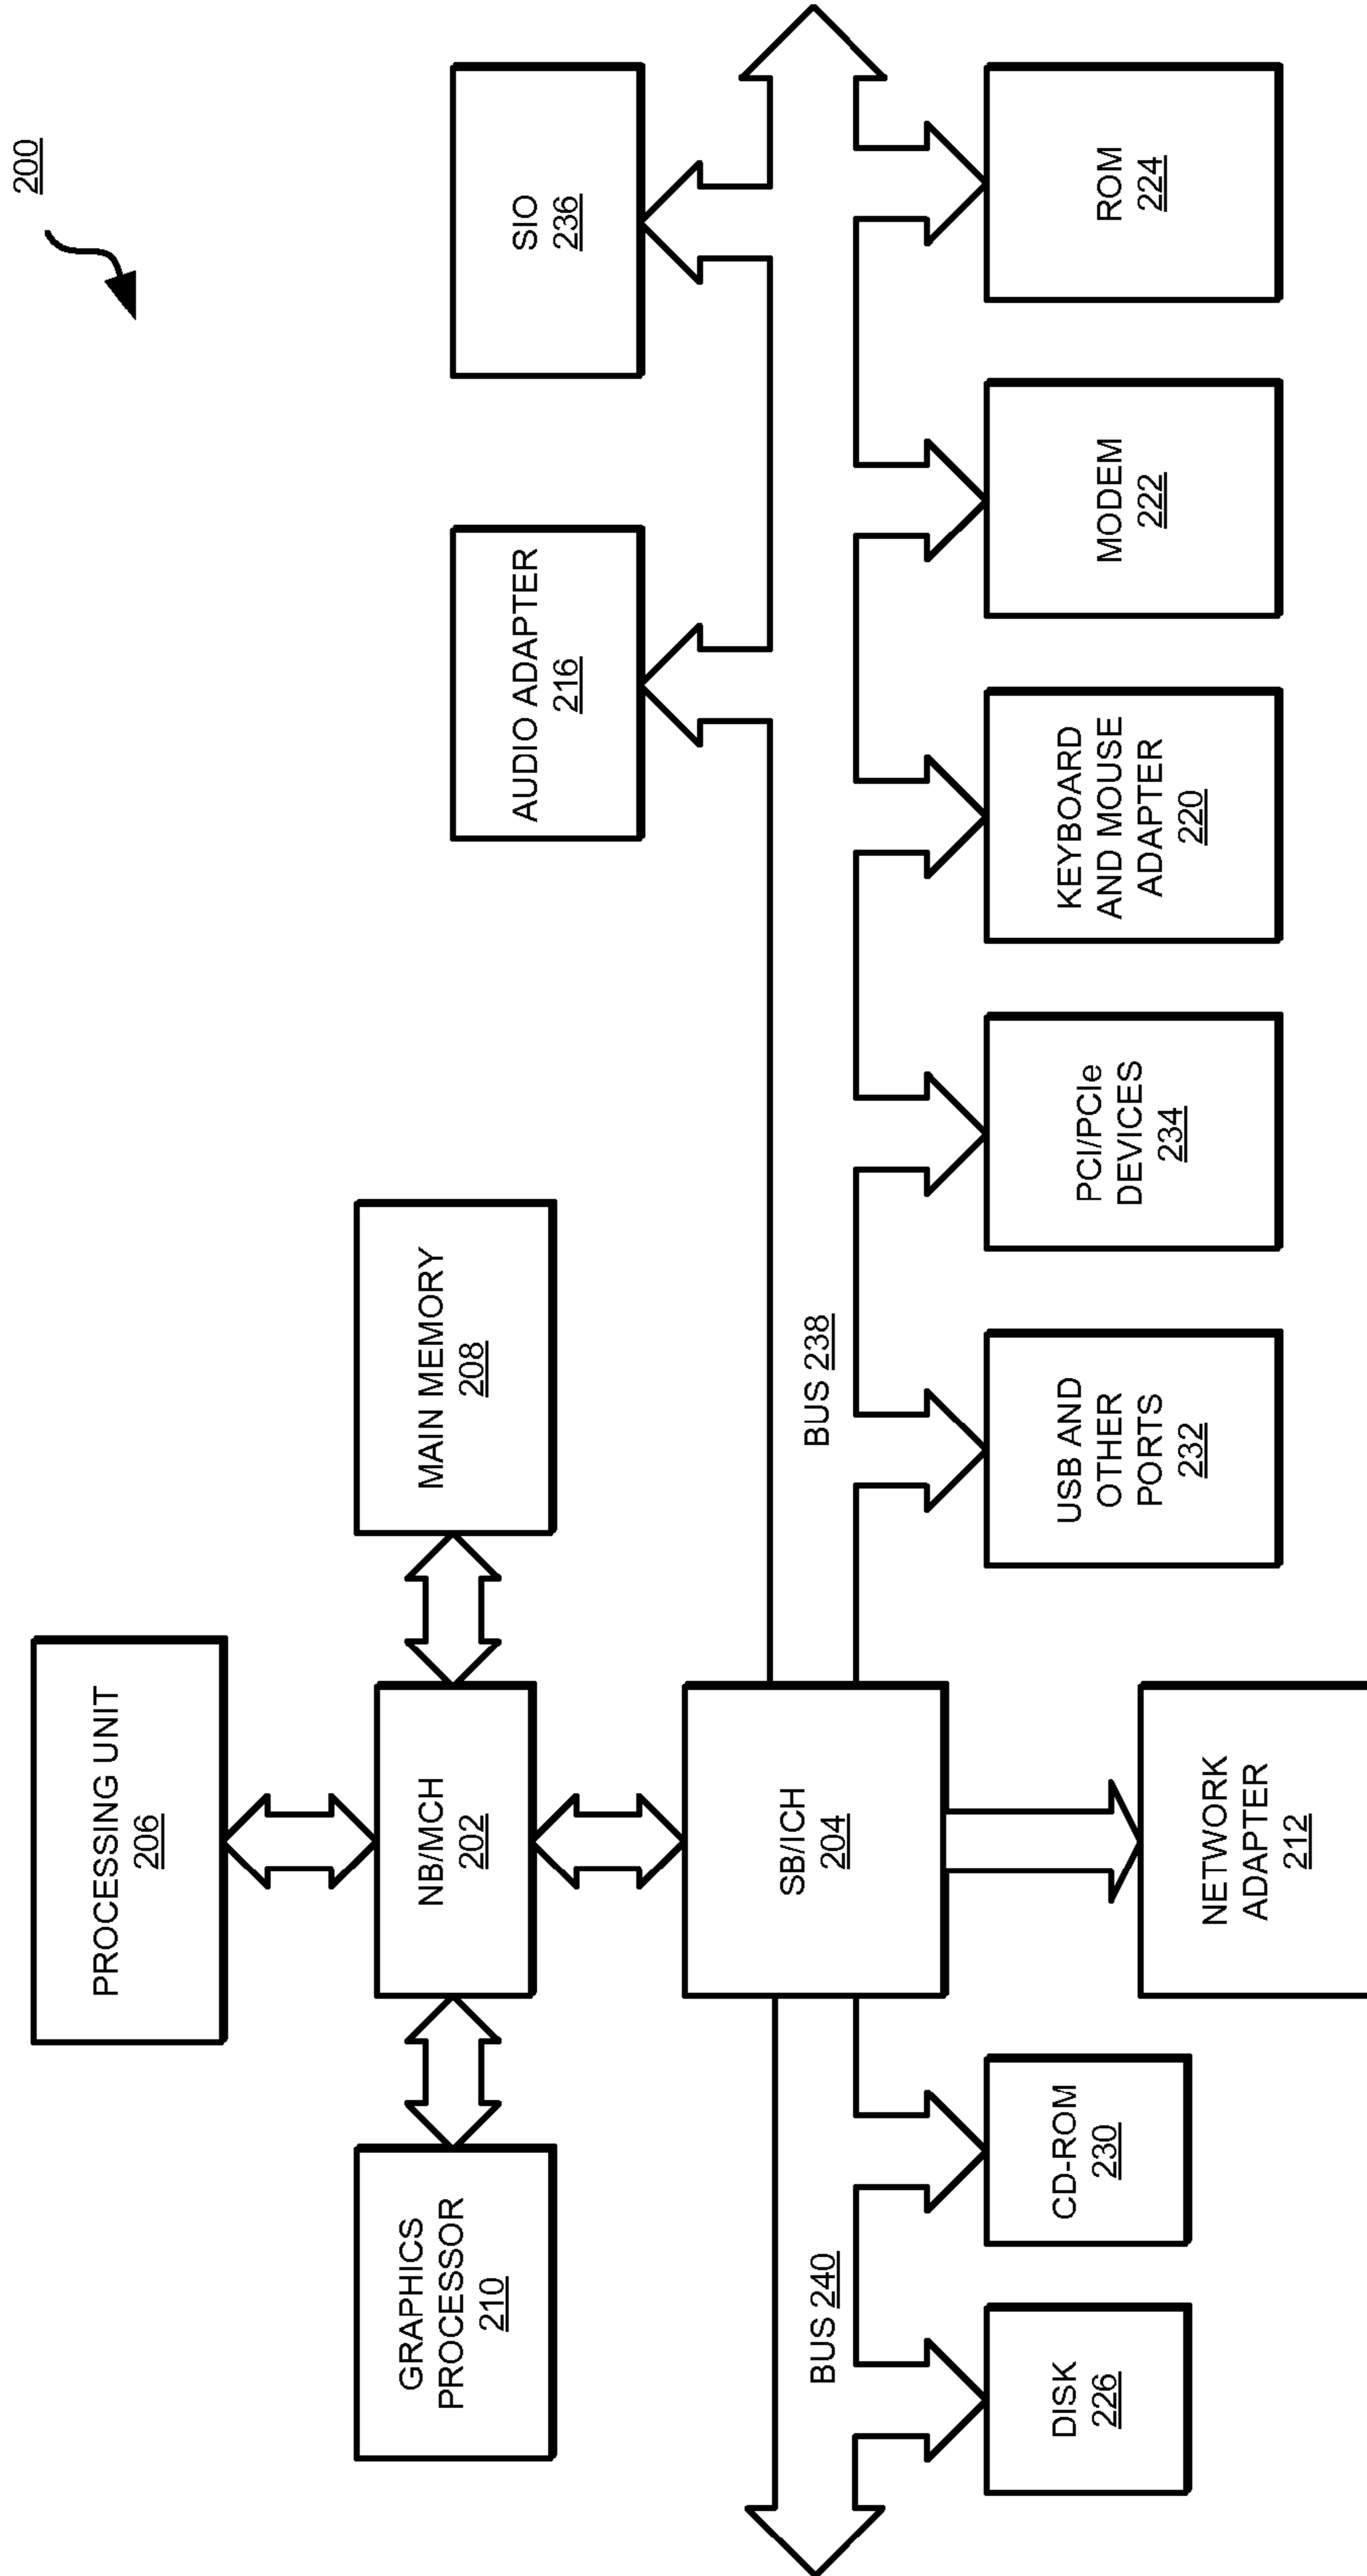 200
PROCESSING UNIT
206
GRAPHICS
PROCESSOR
210
NB/MCH
202
MAIN MEMORY
208
AUDIO ADAPTER
216
SIO
236
SB/ICH
204
BUS 240
BUS 238
DISK
226
CD-ROM
230
USB AND
OTHER
PORTS
232
PCI/PCIe
DEVICES
234
KEYBOARD
AND MOUSE
ADAPTER
220
MODEM
222
ROM
224
NETWORK
ADAPTER
212